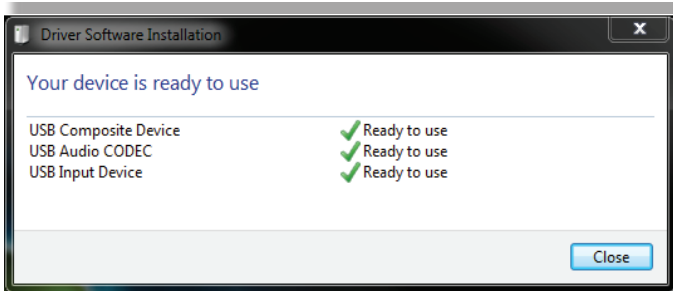 Driver Software Installation
Your device is ready to use
USB Composite Device Ready to use
USB Audio CODEC Ready to use
USB Input Device Ready to use
Close